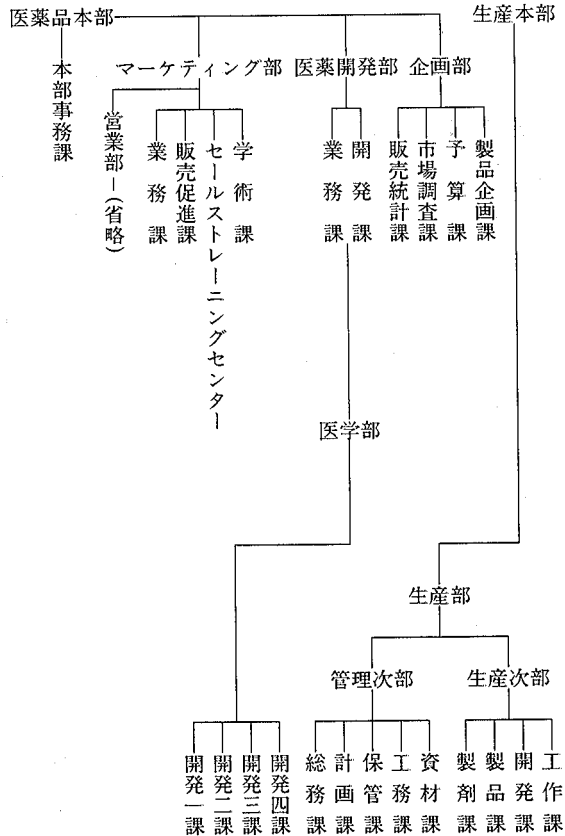 医薬品本部
生産本部
本部事務課
マーケティング部
医薬開発部
企画部
営業部-(省略)
業務課
販売促進課
セールストレーニングセンター
学術課
業務課
開発課
販売統計課
市場調査課
予算課
製品企画課
医学部
生産部
管理次部
生産次部
開発一課
開発二課
開発三課
開発四課
総務課
計画課
保管課
工務課
資材課
製剤課
製品課
開発課
工作課